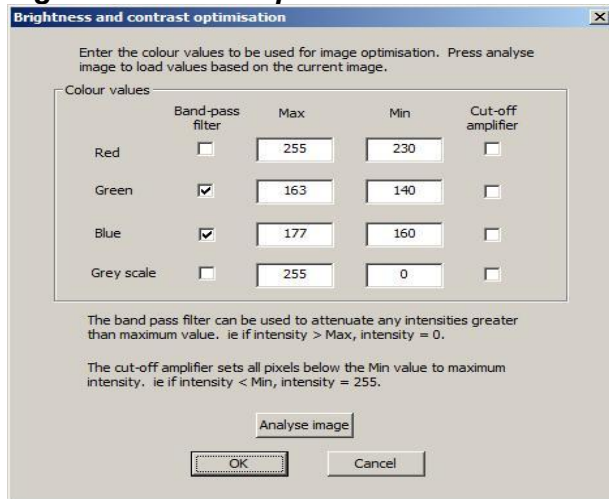 Brightness and contrast optimisation
Enter the colour values to be used for image optimisation. Press analyse
image to load values based on the current image.
Colour values
Band-pass filter Max Min Cut-off amplifier
Red 255 230
Green 163 140
Blue 177 160
Grey scale 255 0
The band pass filter can be used to attenuate any intensities greater
than maximum value. ie if intensity > Max, intensity = 0.
The cut-off amplifier sets all pixels below the Min value to maximum
intensity. ie if intensity < Min, intensity = 255.
Analyse image
OK Cancel